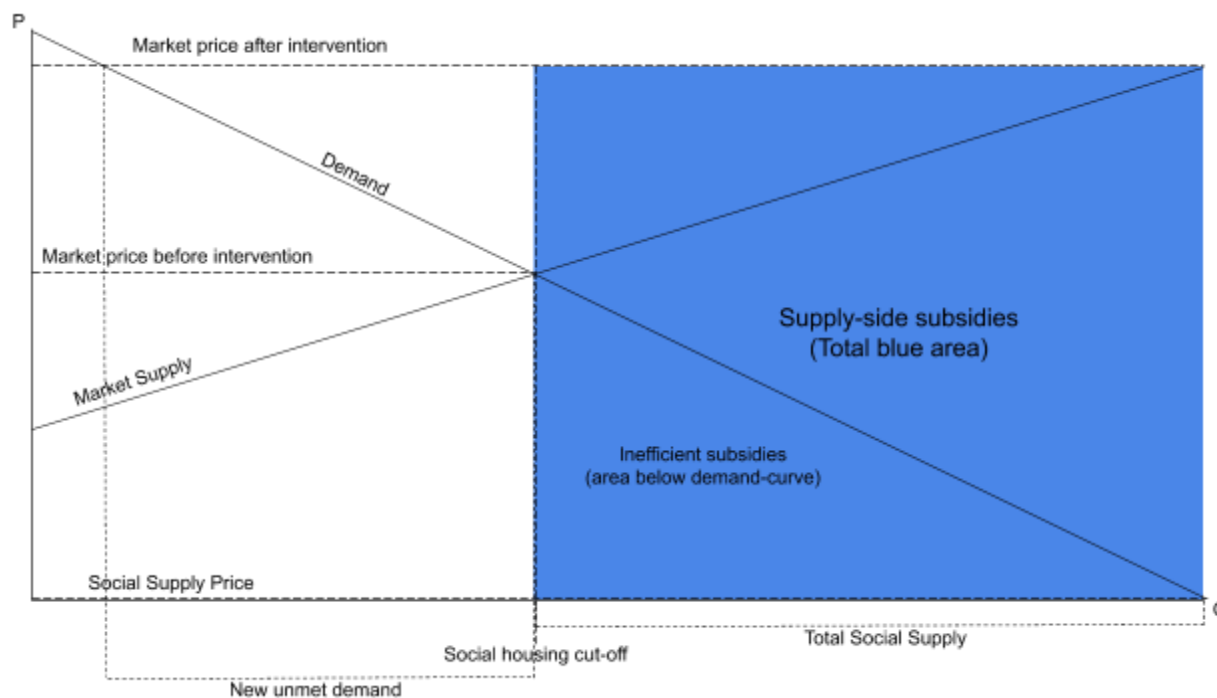 P
Market price after intervention
Demand
Market price before intervention
Supply-side subsidies
(Total blue area)
Market Supply
Inefficient subsidies
(area below demand-curve)
Social Supply Price
Total Social Supply
Social housing cut-off
New unmet demand